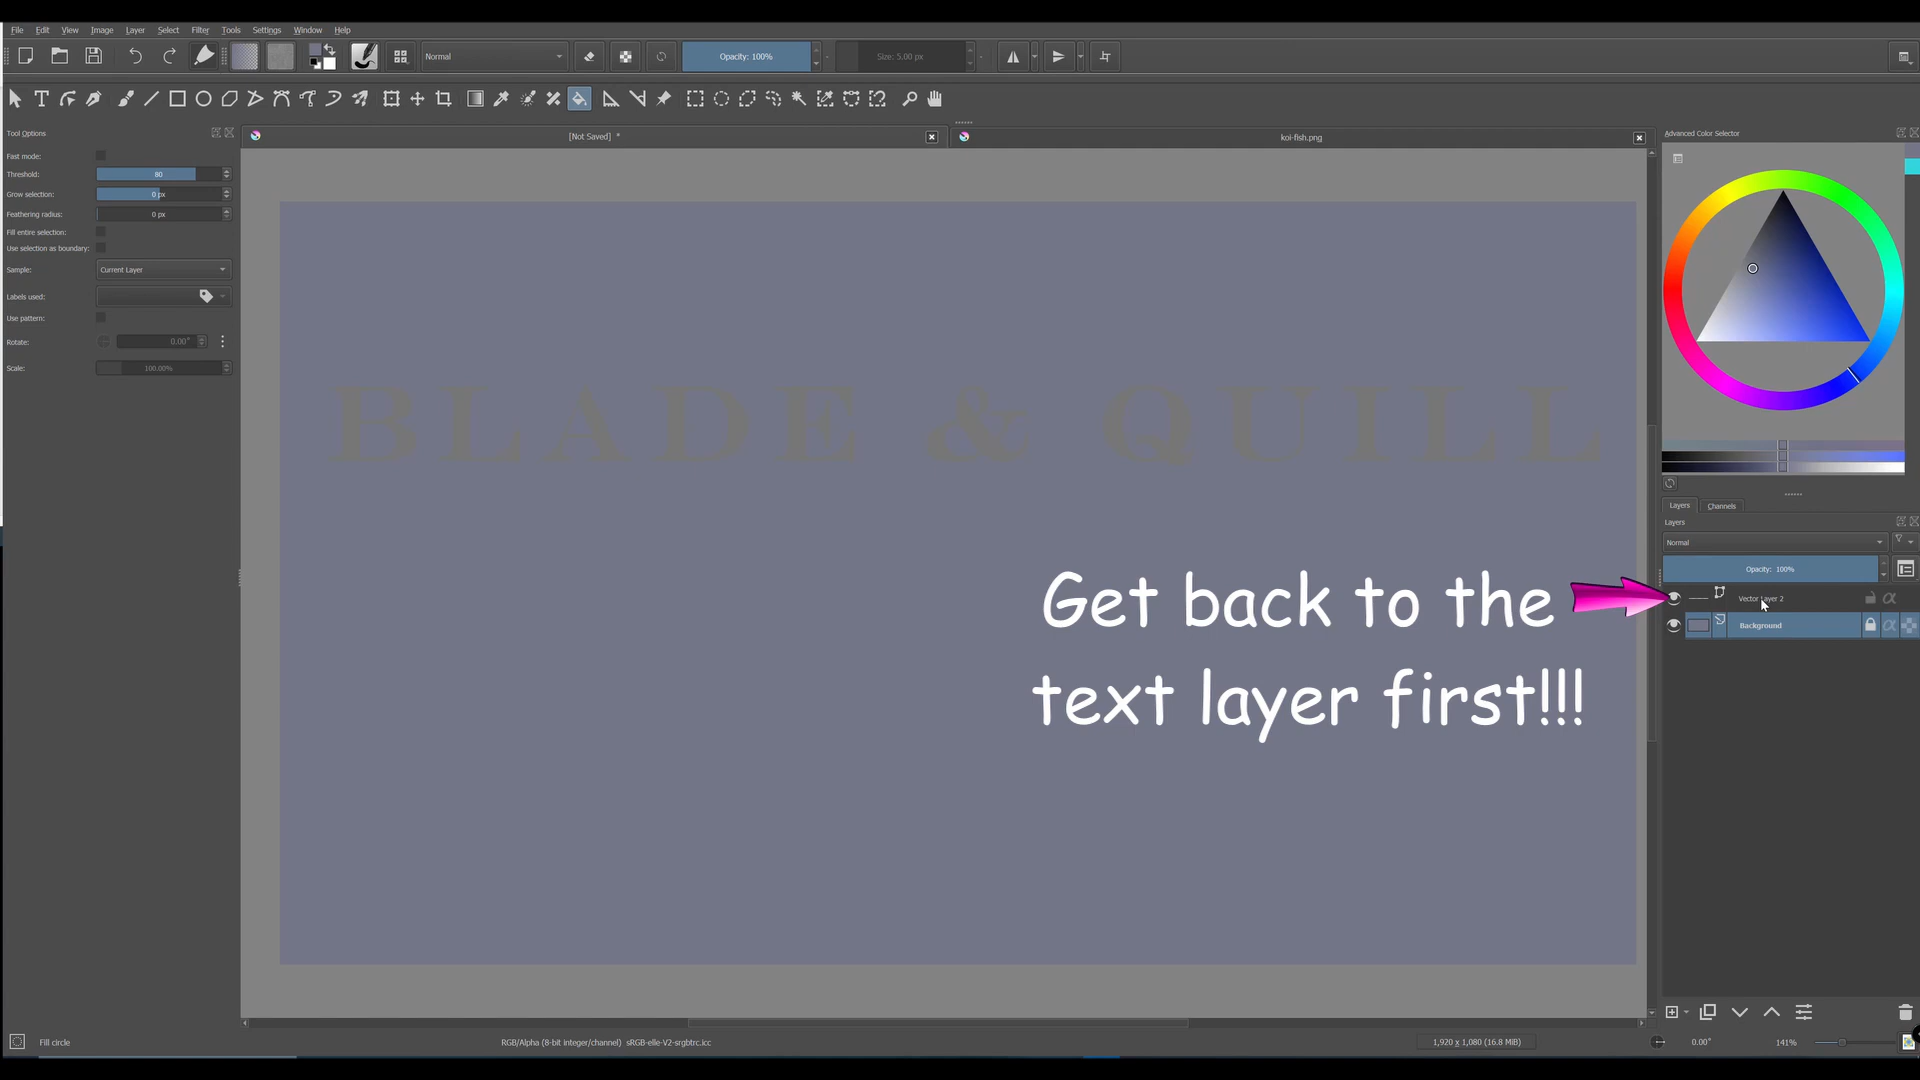 File Edit View Image Layer Select Filter Tools Settings Window Help
Normal
Opacity: 100%
Size: 5.00 px
Tool Options
[Not Saved] *
koi-fish.png
Advanced Color Selector
Fast mode:
Threshold: 80
Grow selection: 0 px
Feathering radius: 0 px
Fill entire selection:
Use selection as boundary:
Sample: Current Layer
Labels used:
Use pattern:
Rotate: 0.00°
Scale: 100.00%
BLADE & QUILL
Get back to the
text layer first!!!
Layers Channels
Layers
Normal
Opacity: 100%
Vector Layer 2
Background
Fill circle
RGB/Alpha (8-bit integer/channel) sRGB-elle-V2-srgbtrc.icc
1,920 x 1,080 (16.8 MiB)
0.00°
141%